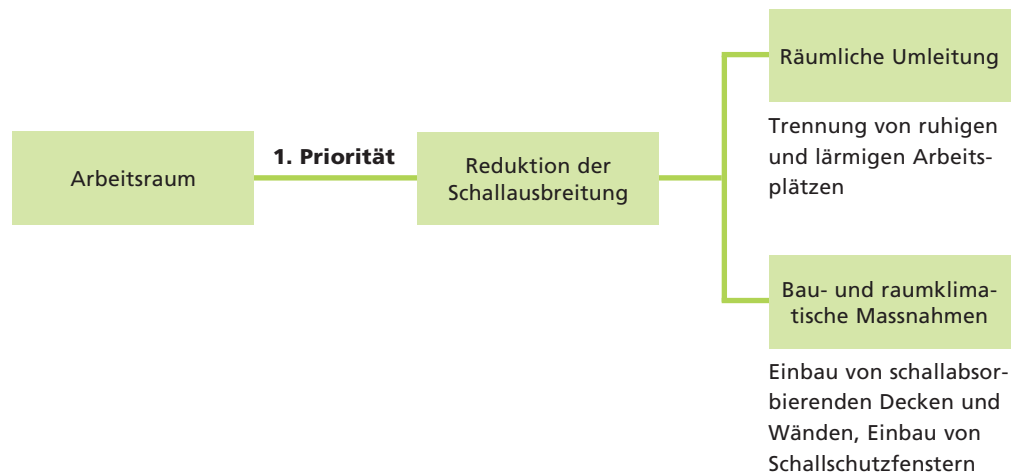 Arbeitsraum
1. Priorität
Reduktion der
Schallausbreitung
Räumliche Umleitung
Trennung von ruhigen
und lärmigen Arbeits-
plätzen
Bau- und raumklima-
tische Massnahmen
Einbau von schallabsor-
bierenden Decken und
Wänden, Einbau von
Schallschutzfenstern